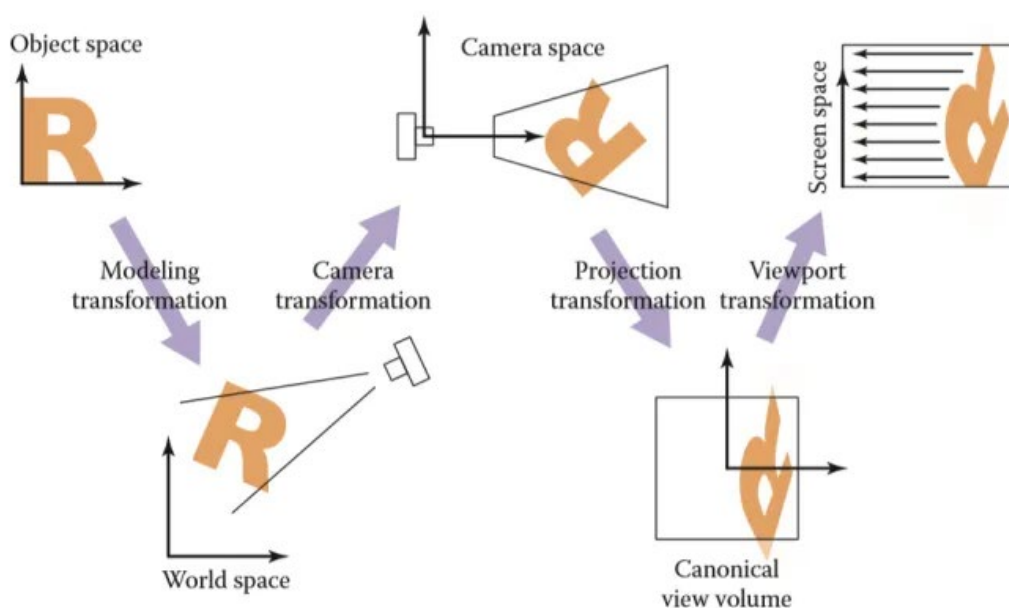 Object space
R
Modeling
transformation
R
World space
Camera
transformation
Camera space
R
Projection
transformation
R
Canonical
view volume
Viewport
transformation
Screen space
R